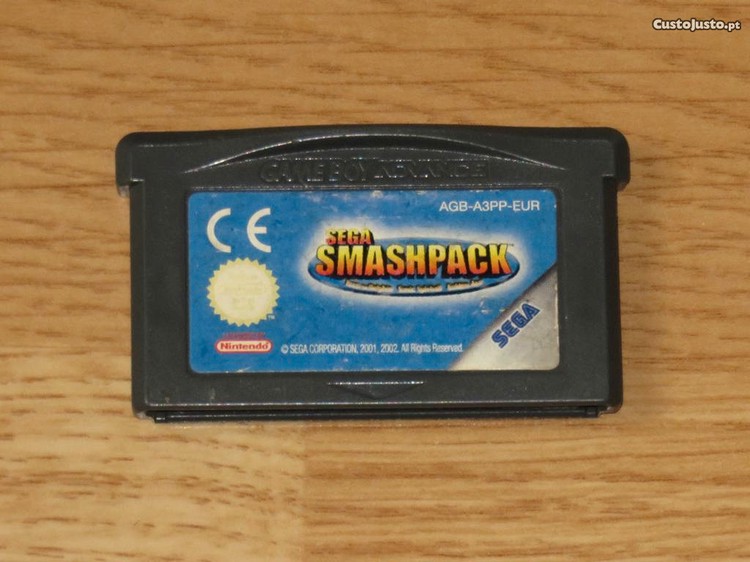 CustoJusto.pt
GAME BOY ADVANCE
AGB-A3PP-EUR
CE
SEGA
SMASHPACK™
SEGA
Nintendo
© SEGA CORPORATION, 2001, 2002. All Rights Reserved.